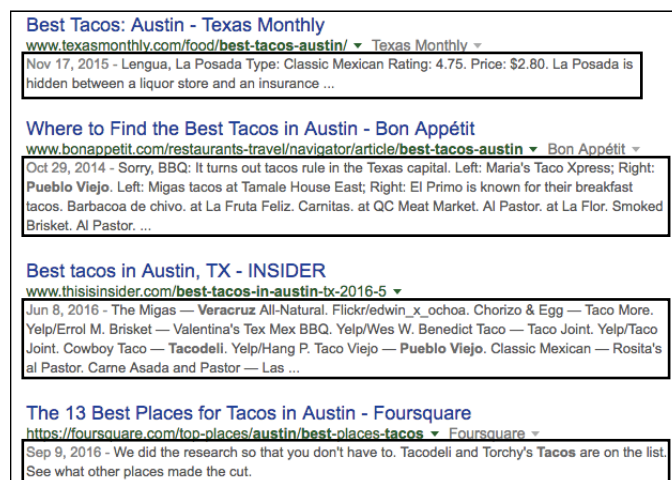 Best Tacos: Austin - Texas Monthly
www.texasmonthly.com/food/best-tacos-austin/ ▼ Texas Monthly ▼
Nov 17, 2015 - Lengua, La Posada Type: Classic Mexican Rating: 4.75. Price: $2.80. La Posada is
hidden between a liquor store and an insurance ...
Where to Find the Best Tacos in Austin - Bon Appétit
www.bonappetit.com/restaurants-travel/navigator/article/best-tacos-austin ▼ Bon Appétit ▼
Oct 29, 2014 - Sorry, BBQ: It turns out tacos rule in the Texas capital. Left: Maria's Taco Xpress; Right:
Pueblo Viejo. Left: Migas tacos at Tamale House East; Right: El Primo is known for their breakfast
tacos. Barbacoa de chivo. at La Fruta Feliz. Carnitas. at QC Meat Market. Al Pastor. at La Flor. Smoked
Brisket. Al Pastor. ...
Best tacos in Austin, TX - INSIDER
www.thisisinsider.com/best-tacos-in-austin-tx-2016-5 ▼
Jun 8, 2016 - The Migas — Veracruz All-Natural. Flickr/edwin_x_ochoa. Chorizo & Egg — Taco More.
Yelp/Errol M. Brisket — Valentina's Tex Mex BBQ. Yelp/Wes W. Benedict Taco — Taco Joint. Yelp/Taco
Joint. Cowboy Taco — Tacodeli. Yelp/Hang P. Taco Viejo — Pueblo Viejo. Classic Mexican — Rosita's
al Pastor. Carne Asada and Pastor — Las ...
The 13 Best Places for Tacos in Austin - Foursquare
https://foursquare.com/top-places/austin/best-places-tacos ▼ Foursquare ▼
Sep 9, 2016 - We did the research so that you don't have to. Tacodeli and Torchy's Tacos are on the list.
See what other places made the cut.